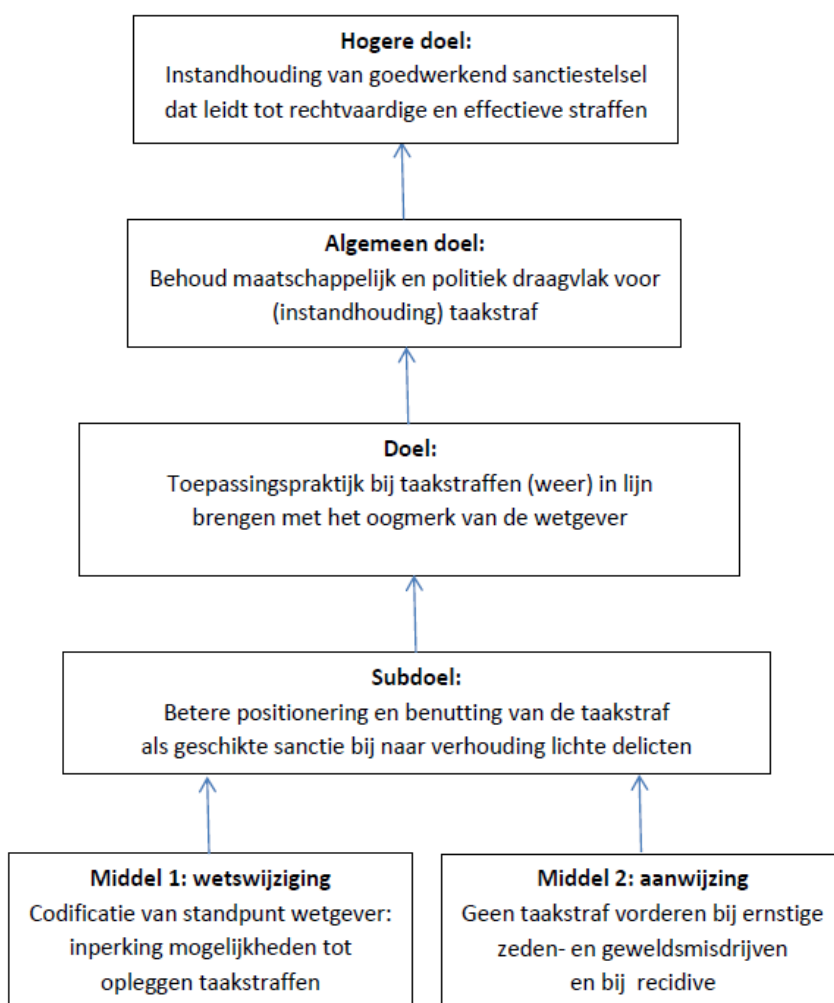 Hogere doel:
Instandhouding van goedwerkend sanctiestelsel
dat leidt tot rechtvaardige en effectieve straffen
Algemeen doel:
Behoud maatschappelijk en politiek draagvlak voor
(instandhouding) taakstraf
Doel:
Toepassingspraktijk bij taakstraffen (weer) in lijn
brengen met het oogmerk van de wetgever
Subdoel:
Betere positionering en benutting van de taakstraf
als geschikte sanctie bij naar verhouding lichte delicten
Middel 1: wetswijziging
Codificatie van standpunt wetgever:
inperking mogelijkheden tot
opleggen taakstraffen
Middel 2: aanwijzing
Geen taakstraf vorderen bij ernstige
zeden- en geweldsmisdrijven
en bij recidive